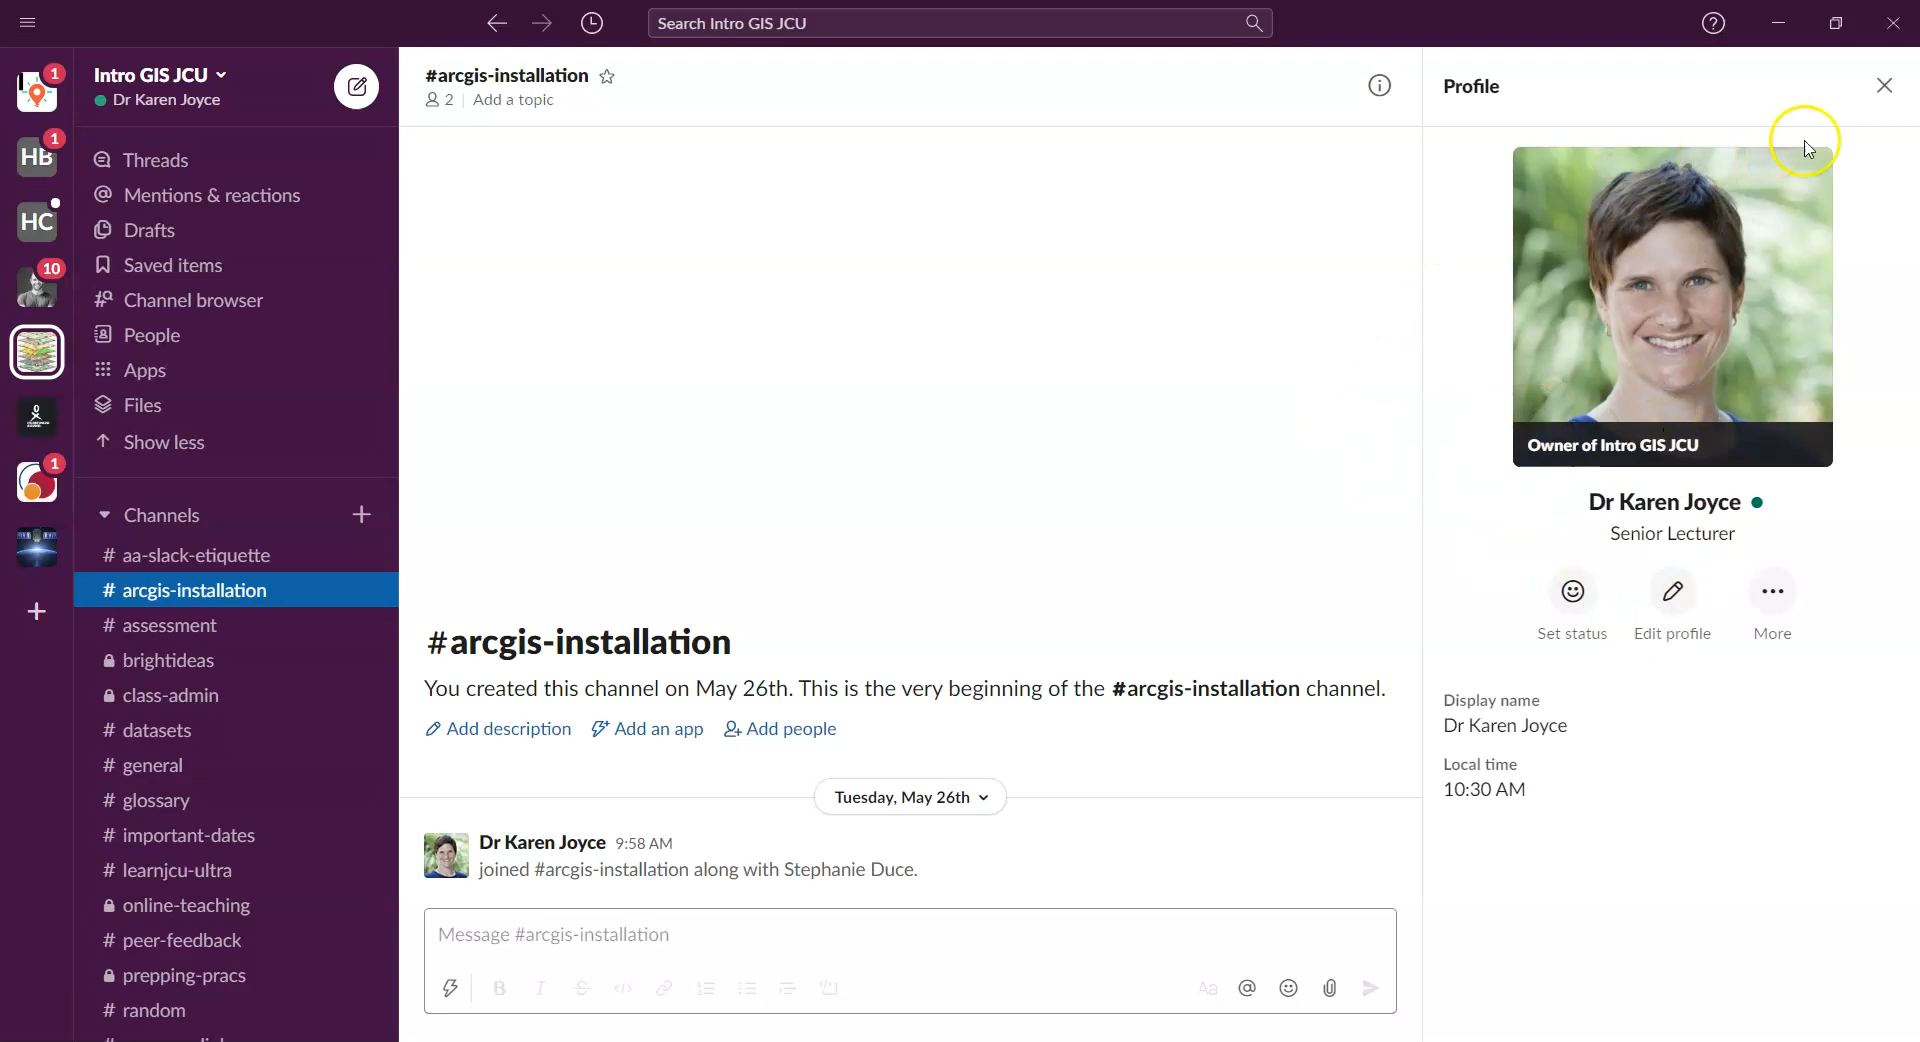 Search Intro GIS JCU
1
HB
1
HC
10
1
Intro GIS JCU
Dr Karen Joyce
Threads
Mentions & reactions
Drafts
Saved items
Channel browser
People
Apps
Files
Show less
Channels
# aa-slack-etiquette
# arcgis-installation
# assessment
brightideas
class-admin
# datasets
# general
# glossary
# important-dates
# learnjcu-ultra
online-teaching
# peer-feedback
prepping-pracs
# random
#arcgis-installation
2 | Add a topic
#arcgis-installation
You created this channel on May 26th. This is the very beginning of the #arcgis-installation channel.
Add description Add an app Add people
Tuesday, May 26th
Dr Karen Joyce 9:58 AM
joined #arcgis-installation along with Stephanie Duce.
Message #arcgis-installation
B I S </> Aa @
Profile
Owner of Intro GIS JCU
Dr Karen Joyce
Senior Lecturer
Set status Edit profile More
Display name
Dr Karen Joyce
Local time
10:30 AM